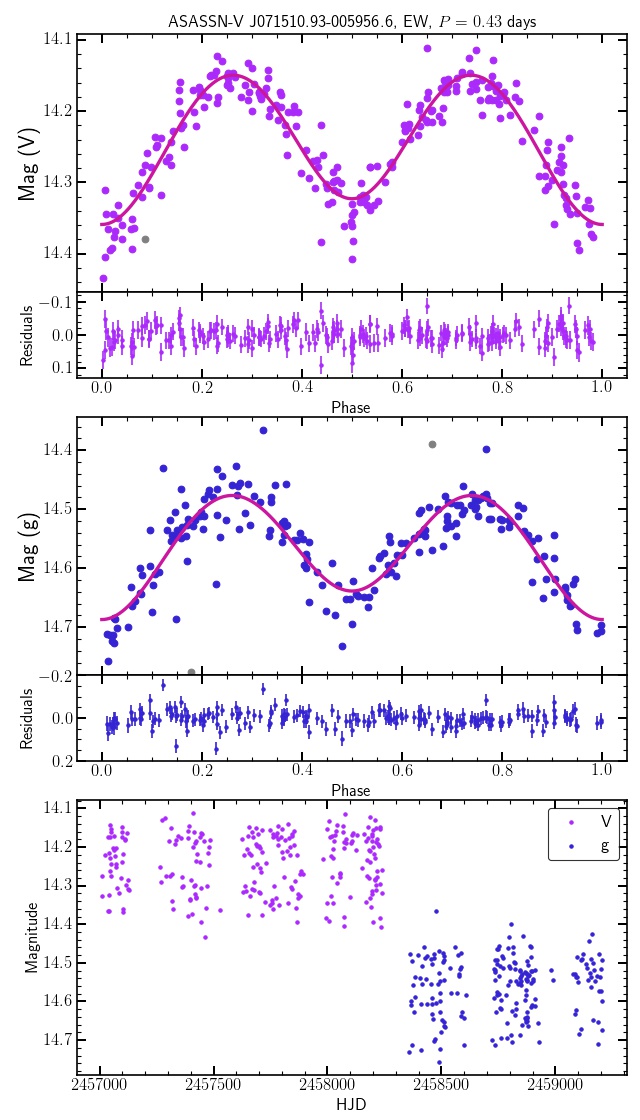 ASASSN-V J071510.93-005956.6, EW, P = 0.43 days
14.1
14.2
14.3
14.4
Mag (V)
−0.1
0.0
0.1
Residuals
0.0 0.2 0.4 0.6 0.8 1.0
Phase
14.4
14.5
14.6
14.7
Mag (g)
−0.2
0.0
0.2
Residuals
0.0 0.2 0.4 0.6 0.8 1.0
Phase
14.1
14.2
14.3
14.4
14.5
14.6
14.7
Magnitude
V
g
2457000 2457500 2458000 2458500 2459000
HJD